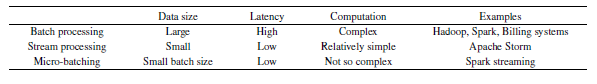 Data size Latency Computation Examples
Batch processing Large High Complex Hadoop, Spark, Billing systems
Stream processing Small Low Relatively simple Apache Storm
Micro-batching Small batch size Low Not so complex Spark streaming